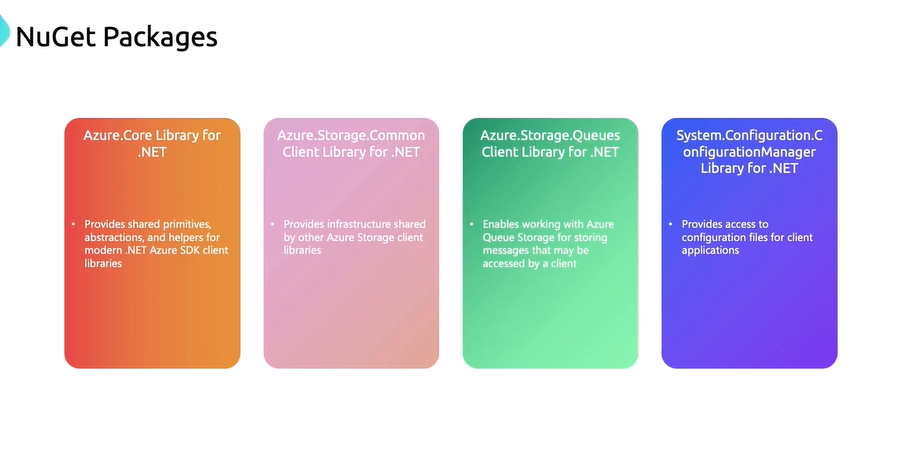 NuGet Packages
Azure.Core Library for
.NET
• Provides shared primitives,
abstractions, and helpers for
modern .NET Azure SDK client
libraries
Azure.Storage.Common
Client Library for .NET
• Provides infrastructure shared
by other Azure Storage client
libraries
Azure.Storage.Queues
Client Library for .NET
• Enables working with Azure
Queue Storage for storing
messages that may be
accessed by a client
System.Configuration.C
onfigurationManager
Library for .NET
• Provides access to
configuration files for client
applications